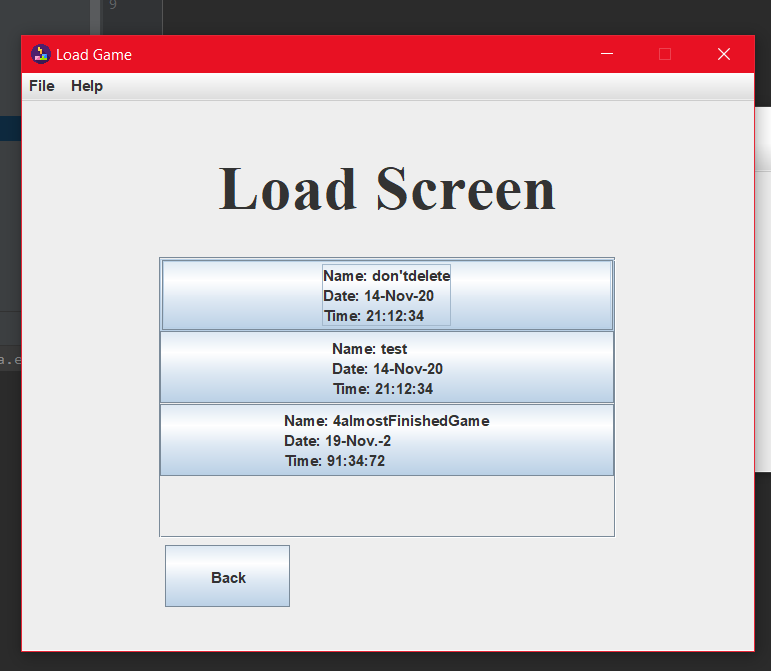 9
Load Game
File Help
Load Screen
Name: don'tdelete
Date: 14-Nov-20
Time: 21:12:34
Name: test
Date: 14-Nov-20
Time: 21:12:34
a.e
Name: 4almostFinishedGame
Date: 19-Nov.-2
Time: 91:34:72
Back